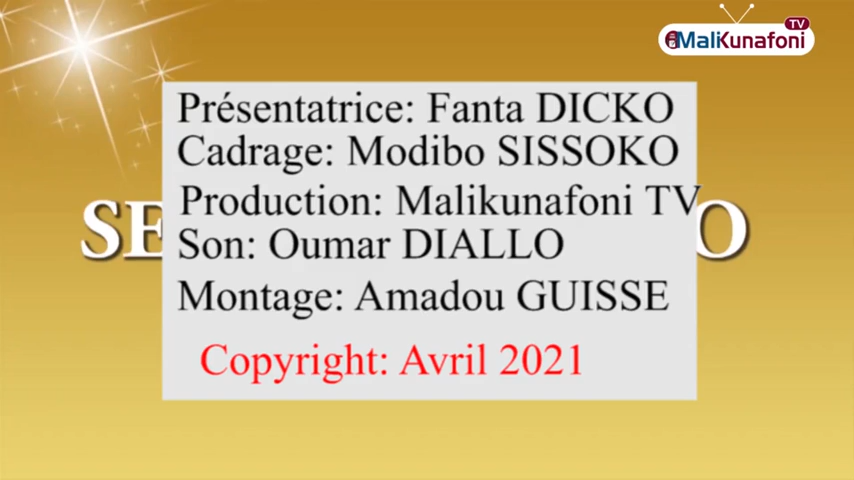 MaliKunafoni TV
Présentatrice: Fanta DICKO
Cadrage: Modibo SISSOKO
Production: Malikunafoni TV
Son: Oumar DIALLO
Montage: Amadou GUISSE
Copyright: Avril 2021